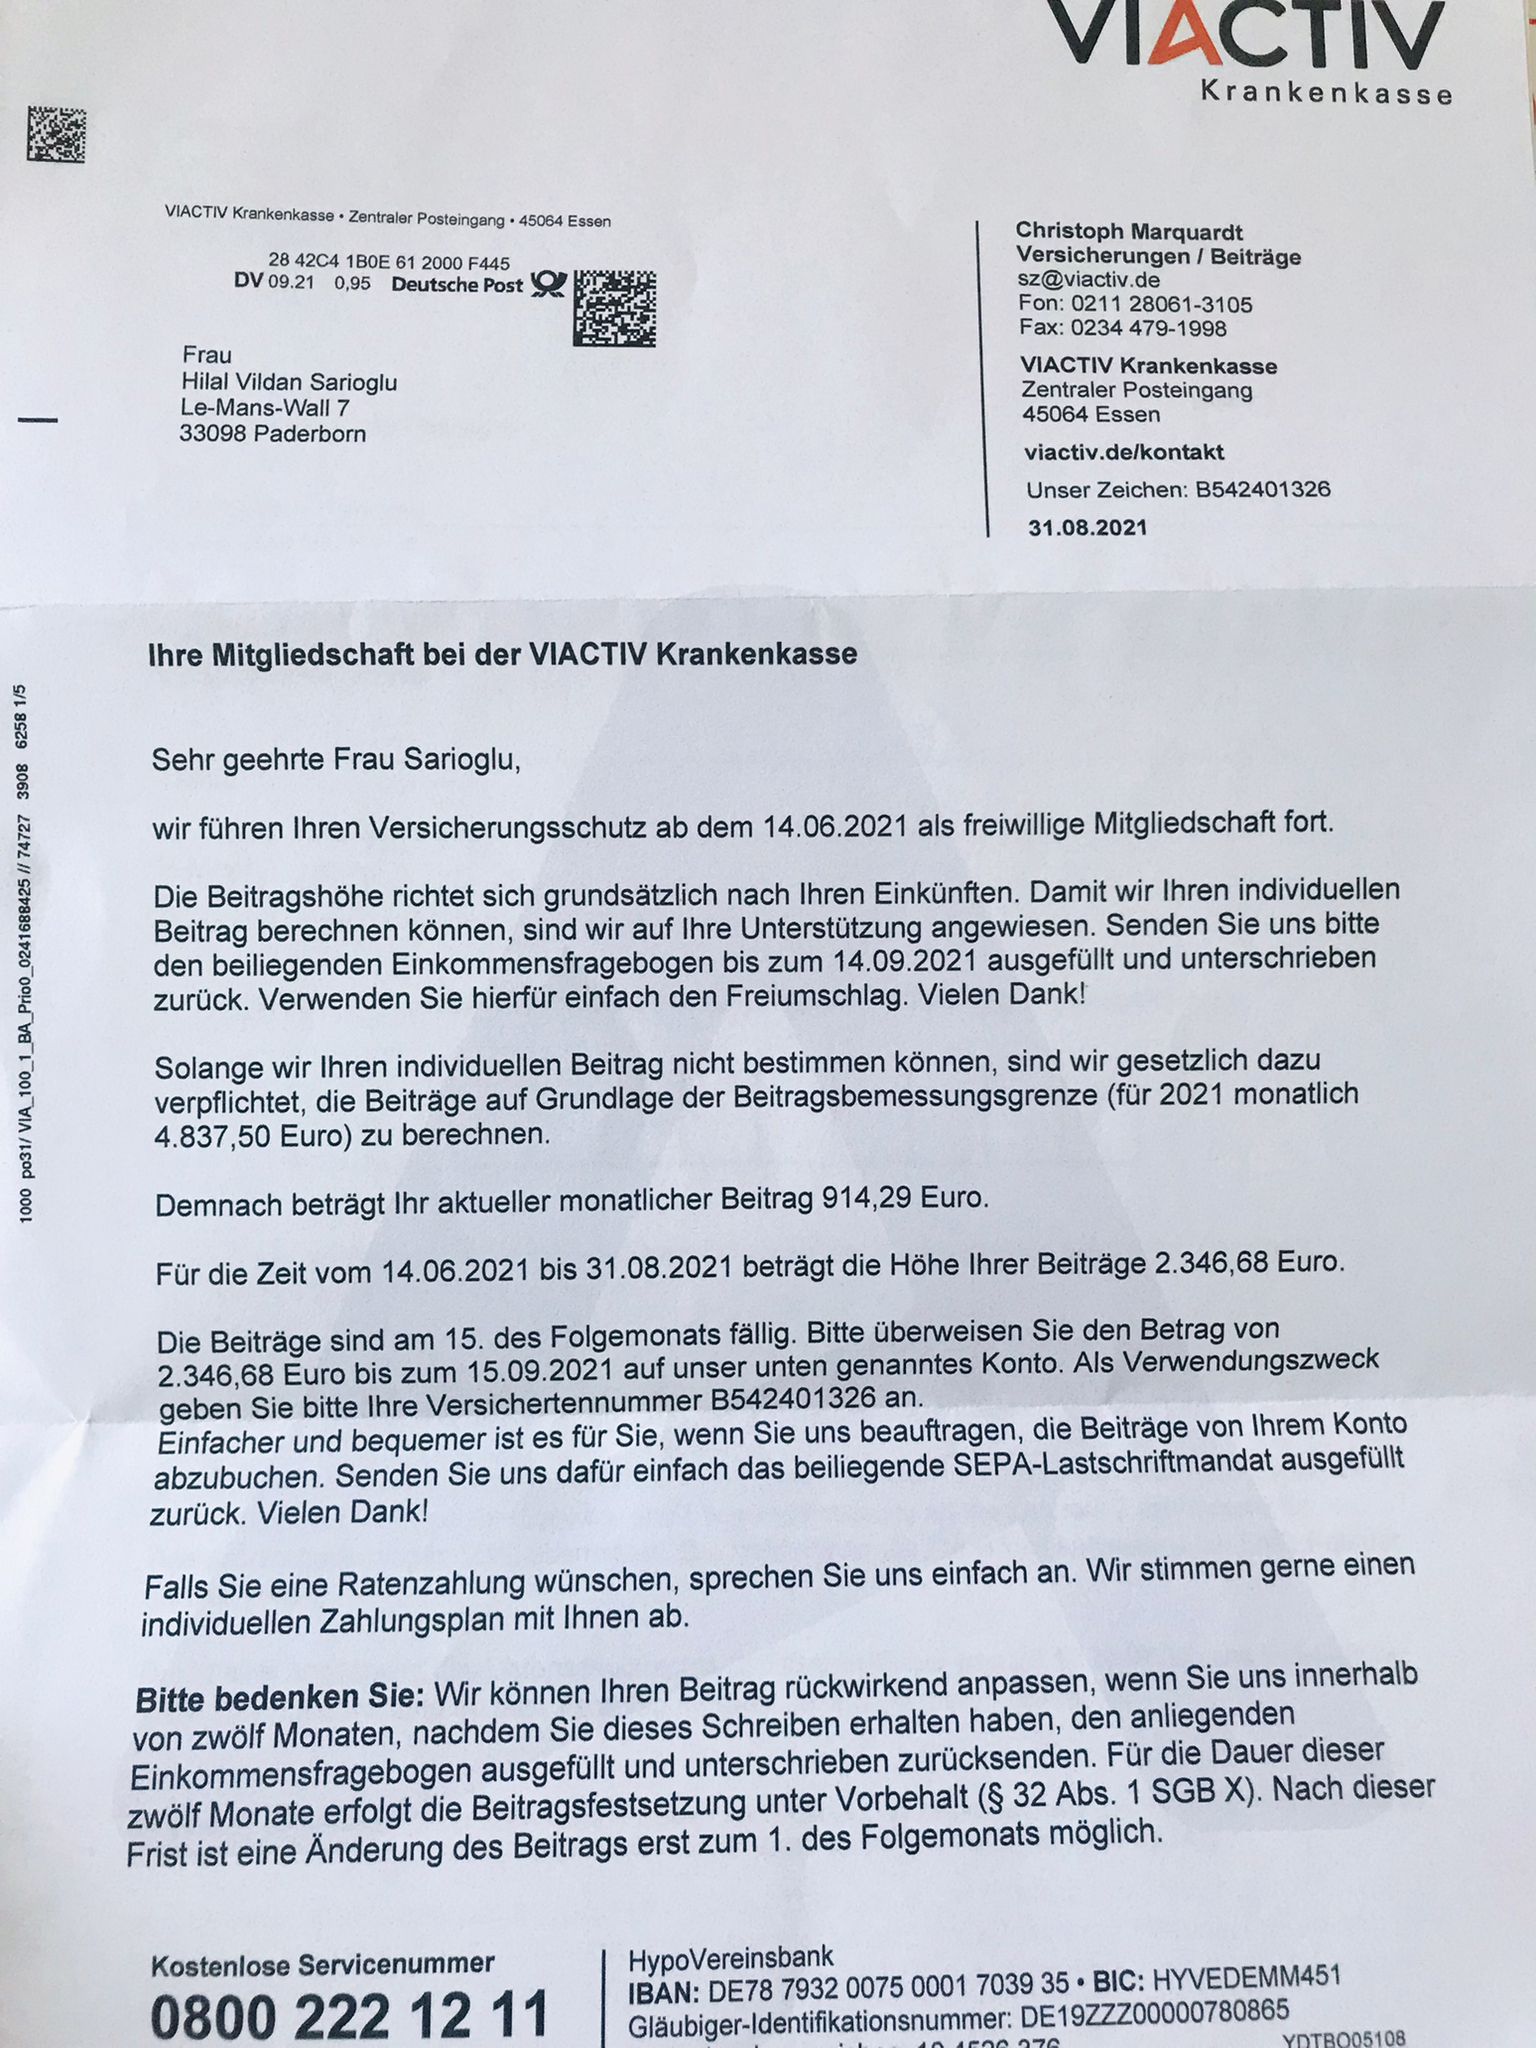 VIACTIV
Krankenkasse
VIACTIV Krankenkasse • Zentraler Posteingang • 45064 Essen
28 42C4 1B0E 61 2000 F445
DV 09.21 0,95 Deutsche Post
Frau
Hilal Vildan Sarioglu
Le-Mans-Wall 7
33098 Paderborn
Christoph Marquardt
Versicherungen / Beiträge
sz@viactiv.de
Fon: 0211 28061-3105
Fax: 0234 479-1998
VIACTIV Krankenkasse
Zentraler Posteingang
45064 Essen
viactiv.de/kontakt
Unser Zeichen: B542401326
31.08.2021
Ihre Mitgliedschaft bei der VIACTIV Krankenkasse
Sehr geehrte Frau Sarioglu,
wir führen Ihren Versicherungsschutz ab dem 14.06.2021 als freiwillige Mitgliedschaft fort.
Die Beitragshöhe richtet sich grundsätzlich nach Ihren Einkünften. Damit wir Ihren individuellen
Beitrag berechnen können, sind wir auf Ihre Unterstützung angewiesen. Senden Sie uns bitte
den beiliegenden Einkommensfragebogen bis zum 14.09.2021 ausgefüllt und unterschrieben
zurück. Verwenden Sie hierfür einfach den Freiumschlag. Vielen Dank!
Solange wir Ihren individuellen Beitrag nicht bestimmen können, sind wir gesetzlich dazu
verpflichtet, die Beiträge auf Grundlage der Beitragsbemessungsgrenze (für 2021 monatlich
4.837,50 Euro) zu berechnen.
Demnach beträgt Ihr aktueller monatlicher Beitrag 914,29 Euro.
Für die Zeit vom 14.06.2021 bis 31.08.2021 beträgt die Höhe Ihrer Beiträge 2.346,68 Euro.
Die Beiträge sind am 15. des Folgemonats fällig. Bitte überweisen Sie den Betrag von
2.346,68 Euro bis zum 15.09.2021 auf unser unten genanntes Konto. Als Verwendungszweck
geben Sie bitte Ihre Versichertennummer B542401326 an.
Einfacher und bequemer ist es für Sie, wenn Sie uns beauftragen, die Beiträge von Ihrem Konto
abzubuchen. Senden Sie uns dafür einfach das beiliegende SEPA-Lastschriftmandat ausgefüllt
zurück. Vielen Dank!
Falls Sie eine Ratenzahlung wünschen, sprechen Sie uns einfach an. Wir stimmen gerne einen
individuellen Zahlungsplan mit Ihnen ab.
Bitte bedenken Sie: Wir können Ihren Beitrag rückwirkend anpassen, wenn Sie uns innerhalb
von zwölf Monaten, nachdem Sie dieses Schreiben erhalten haben, den anliegenden
Einkommensfragebogen ausgefüllt und unterschrieben zurücksenden. Für die Dauer dieser
zwölf Monate erfolgt die Beitragsfestsetzung unter Vorbehalt (§ 32 Abs. 1 SGB X). Nach dieser
Frist ist eine Änderung des Beitrags erst zum 1. des Folgemonats möglich.
1000 po31/ VIA_100_1_BA_Prio0_0241688425 // 74727 3908 6258 1/5
Kostenlose Servicenummer
0800 222 12 11
HypoVereinsbank
IBAN: DE78 7932 0075 0001 7039 35 • BIC: HYVEDEMM451
Gläubiger-Identifikationsnummer: DE19ZZZ00000780865
YDTBO05108